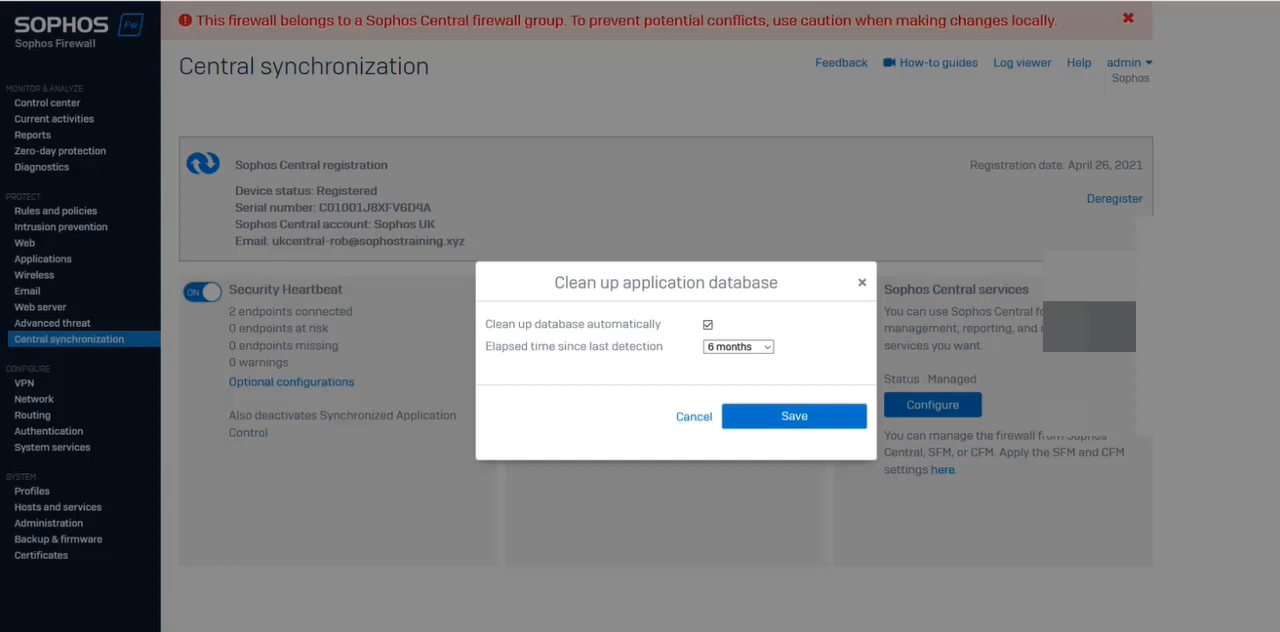 SOPHOS Fw
Sophos Firewall
This firewall belongs to a Sophos Central firewall group. To prevent potential conflicts, use caution when making changes locally.
Central synchronization
Feedback How-to guides Log viewer Help admin
Sophos
MONITOR & ANALYZE
Control center
Current activities
Reports
Zero-day protection
Diagnostics
PROTECT
Rules and policies
Intrusion prevention
Web
Applications
Wireless
Email
Web server
Advanced threat
Central synchronization
CONFIGURE
VPN
Network
Routing
Authentication
System services
SYSTEM
Profiles
Hosts and services
Administration
Backup & firmware
Certificates
Sophos Central registration
Registration date: April 26, 2021
Device status: Registered
Serial number: C01001J8XFV6D4A
Sophos Central account: Sophos UK
Email: ukcentral-rob@sophostraining.xyz
Deregister
ON
Security Heartbeat
2 endpoints connected
0 endpoints at risk
0 endpoints missing
0 warnings
Optional configurations
Also deactivates Synchronized Application
Control
Clean up application database
Clean up database automatically
Elapsed time since last detection 6 months
Cancel Save
Sophos Central services
You can use Sophos Central
management, reporting, and
services you want.
Status : Managed
Configure
You can manage the firewall from Sophos
Central, SFM, or CFM. Apply the SFM and CFM
settings here.